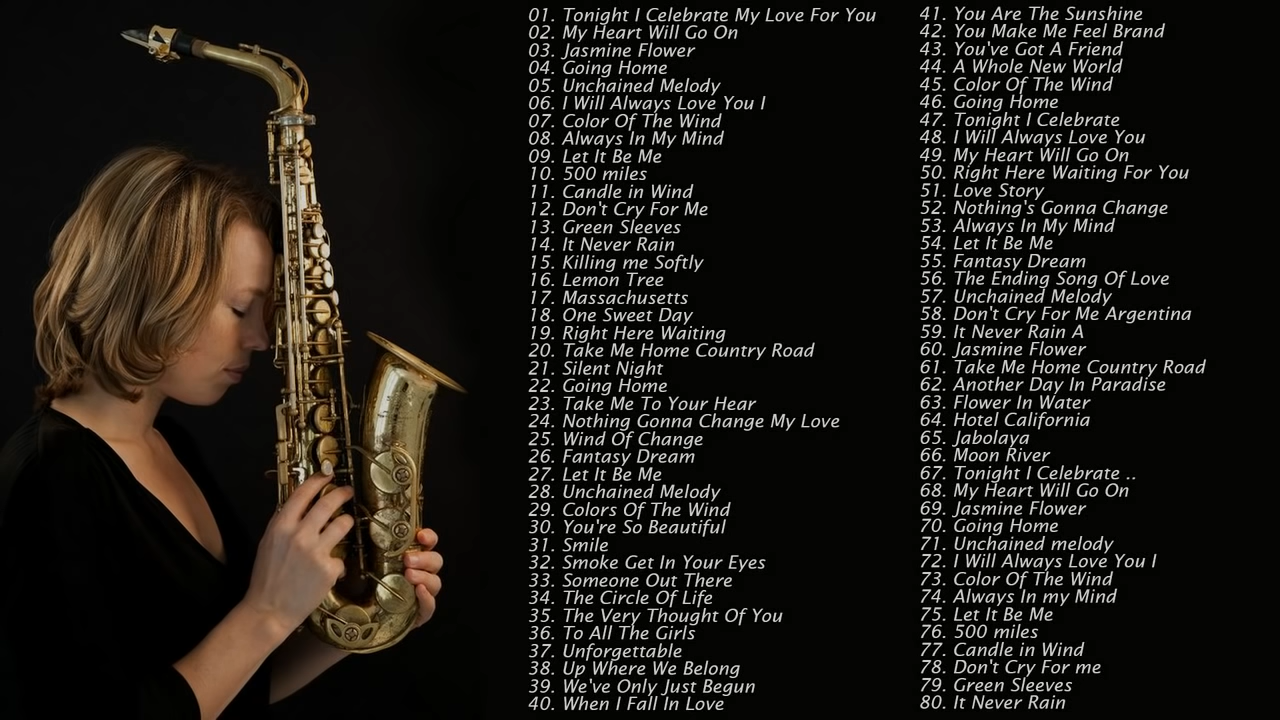 01. Tonight I Celebrate My Love For You
02. My Heart Will Go On
03. Jasmine Flower
04. Going Home
05. Unchained Melody
06. I Will Always Love You I
07. Color Of The Wind
08. Always In My Mind
09. Let It Be Me
10. 500 miles
11. Candle in Wind
12. Don't Cry For Me
13. Green Sleeves
14. It Never Rain
15. Killing me Softly
16. Lemon Tree
17. Massachusetts
18. One Sweet Day
19. Right Here Waiting
20. Take Me Home Country Road
21. Silent Night
22. Going Home
23. Take Me To Your Hear
24. Nothing Gonna Change My Love
25. Wind Of Change
26. Fantasy Dream
27. Let It Be Me
28. Unchained Melody
29. Colors Of The Wind
30. You're So Beautiful
31. Smile
32. Smoke Get In Your Eyes
33. Someone Out There
34. The Circle Of Life
35. The Very Thought Of You
36. To All The Girls
37. Unforgettable
38. Up Where We Belong
39. We've Only Just Begun
40. When I Fall In Love
41. You Are The Sunshine
42. You Make Me Feel Brand
43. You've Got A Friend
44. A Whole New World
45. Color Of The Wind
46. Going Home
47. Tonight I Celebrate
48. I Will Always Love You
49. My Heart Will Go On
50. Right Here Waiting For You
51. Love Story
52. Nothing's Gonna Change
53. Always In My Mind
54. Let It Be Me
55. Fantasy Dream
56. The Ending Song Of Love
57. Unchained Melody
58. Don't Cry For Me Argentina
59. It Never Rain A
60. Jasmine Flower
61. Take Me Home Country Road
62. Another Day In Paradise
63. Flower In Water
64. Hotel California
65. Jabolaya
66. Moon River
67. Tonight I Celebrate ..
68. My Heart Will Go On
69. Jasmine Flower
70. Going Home
71. Unchained melody
72. I Will Always Love You I
73. Color Of The Wind
74. Always In my Mind
75. Let It Be Me
76. 500 miles
77. Candle in Wind
78. Don't Cry For me
79. Green Sleeves
80. It Never Rain